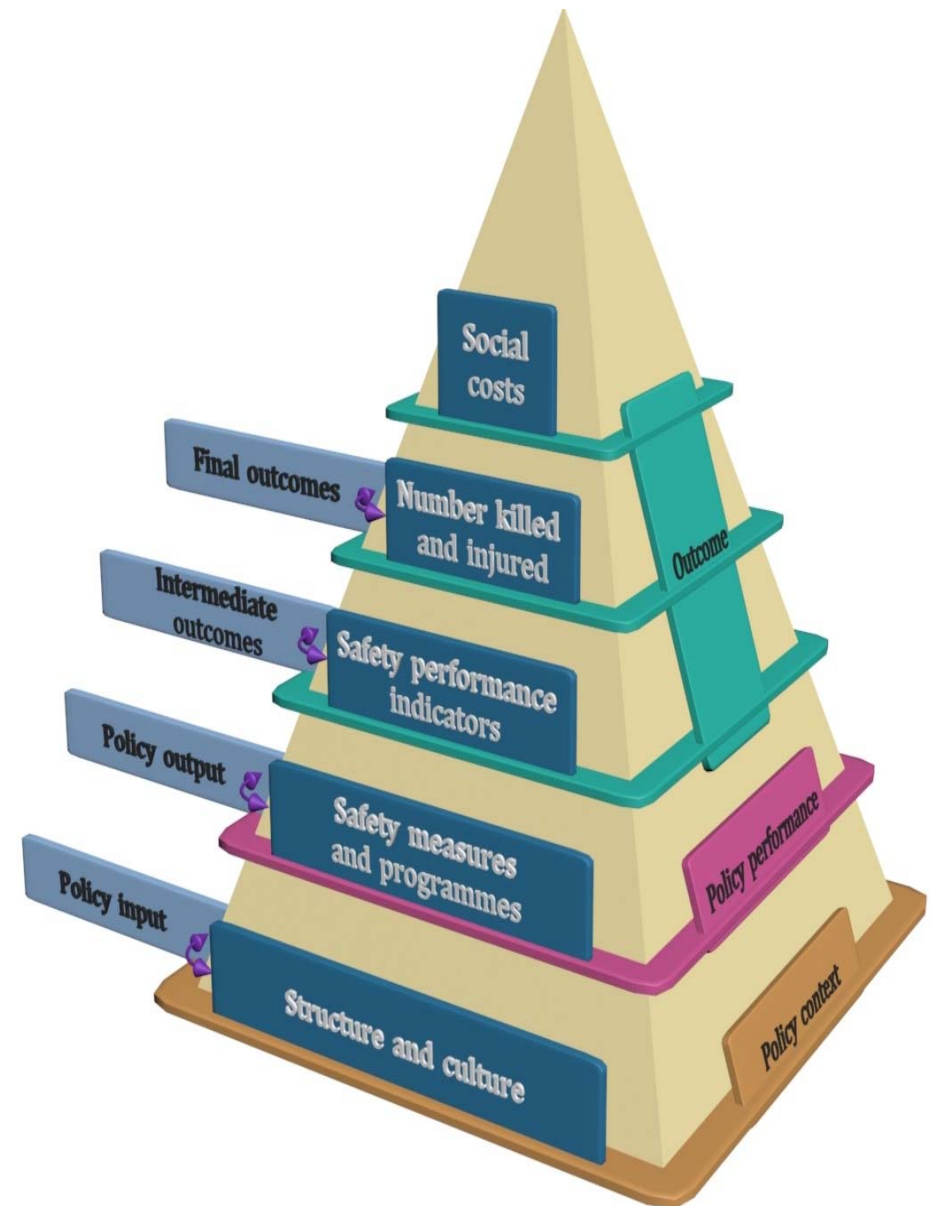 Social
costs
Final outcomes
Number killed
and injured
Outcome
Intermediate
outcomes
Safety performance
indicators
Policy output
Safety measures
and programmes
Policy performance
Policy input
Structure and culture
Policy context